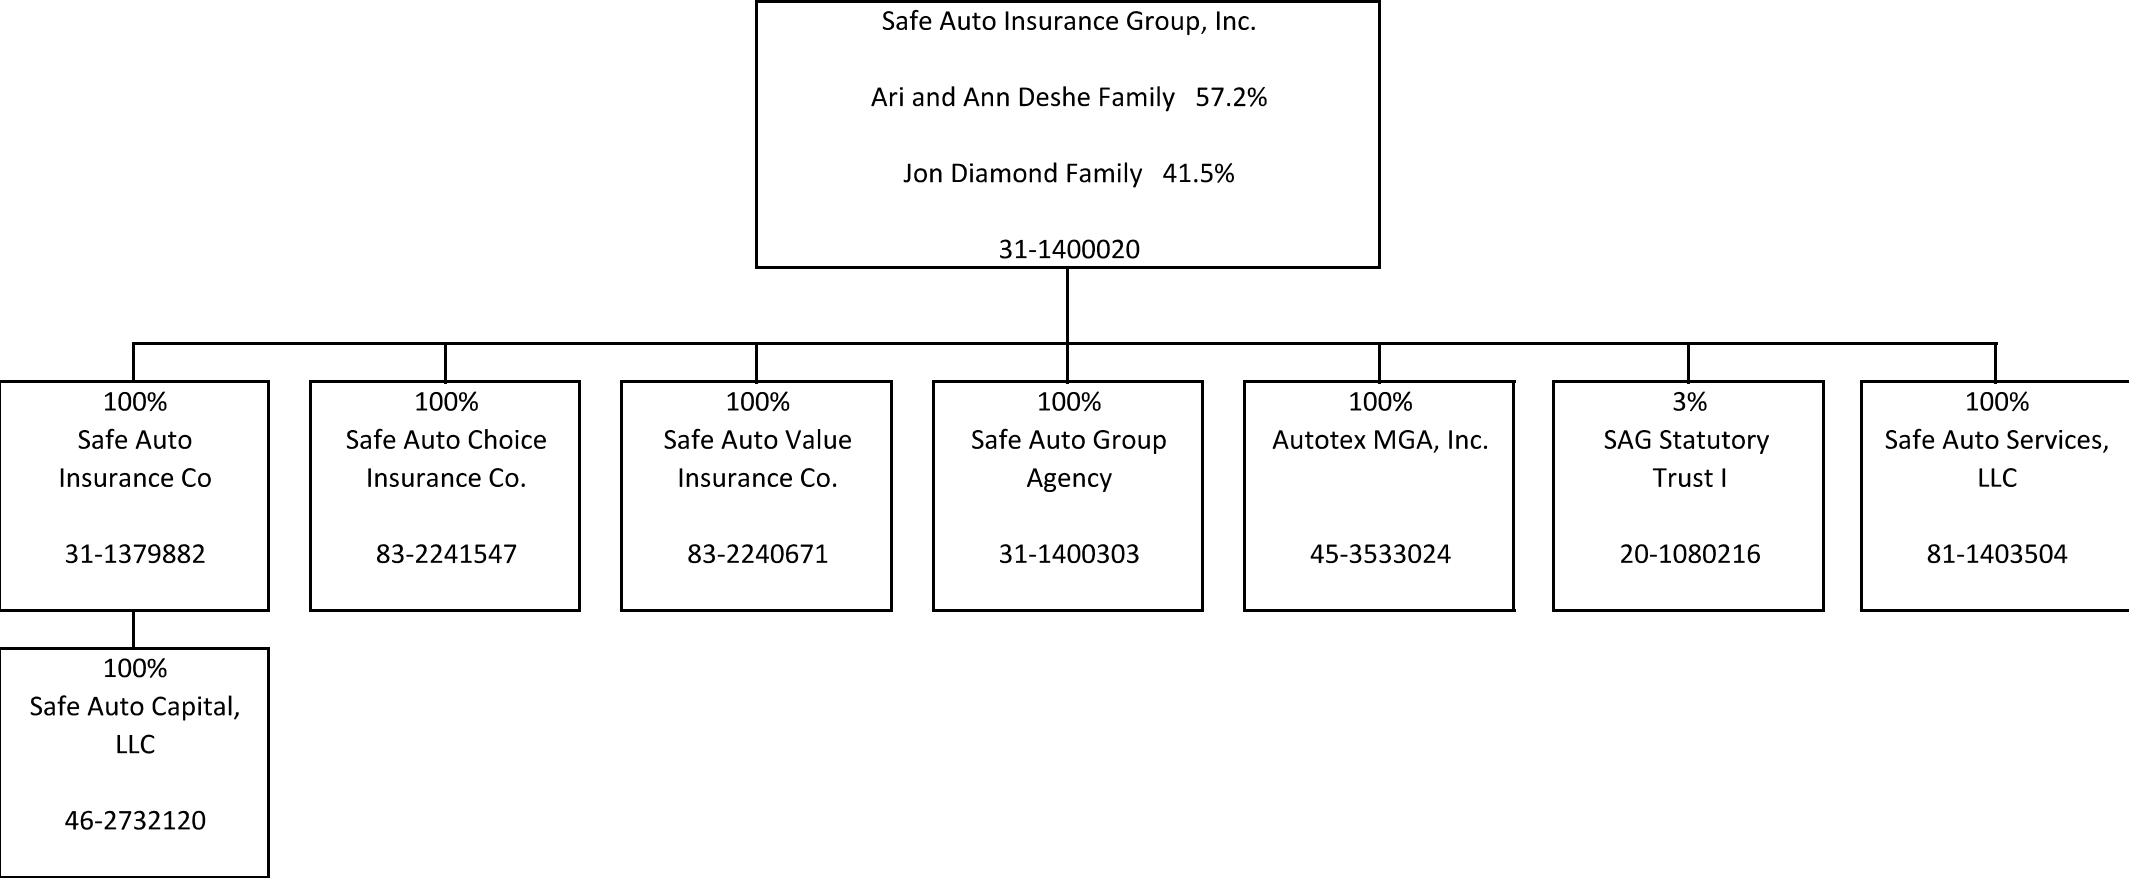 Safe Auto Insurance Group, Inc.
Ari and Ann Deshe Family   57.2%
Jon Diamond Family   41.5%
31-1400020
100%
Safe Auto
Insurance Co
31-1379882
100%
Safe Auto Choice
Insurance Co.
83-2241547
100%
Safe Auto Value
Insurance Co.
83-2240671
100%
Safe Auto Group
Agency
31-1400303
100%
Autotex MGA, Inc.
45-3533024
3%
SAG Statutory
Trust I
20-1080216
100%
Safe Auto Services,
LLC
81-1403504
100%
Safe Auto Capital,
LLC
46-2732120